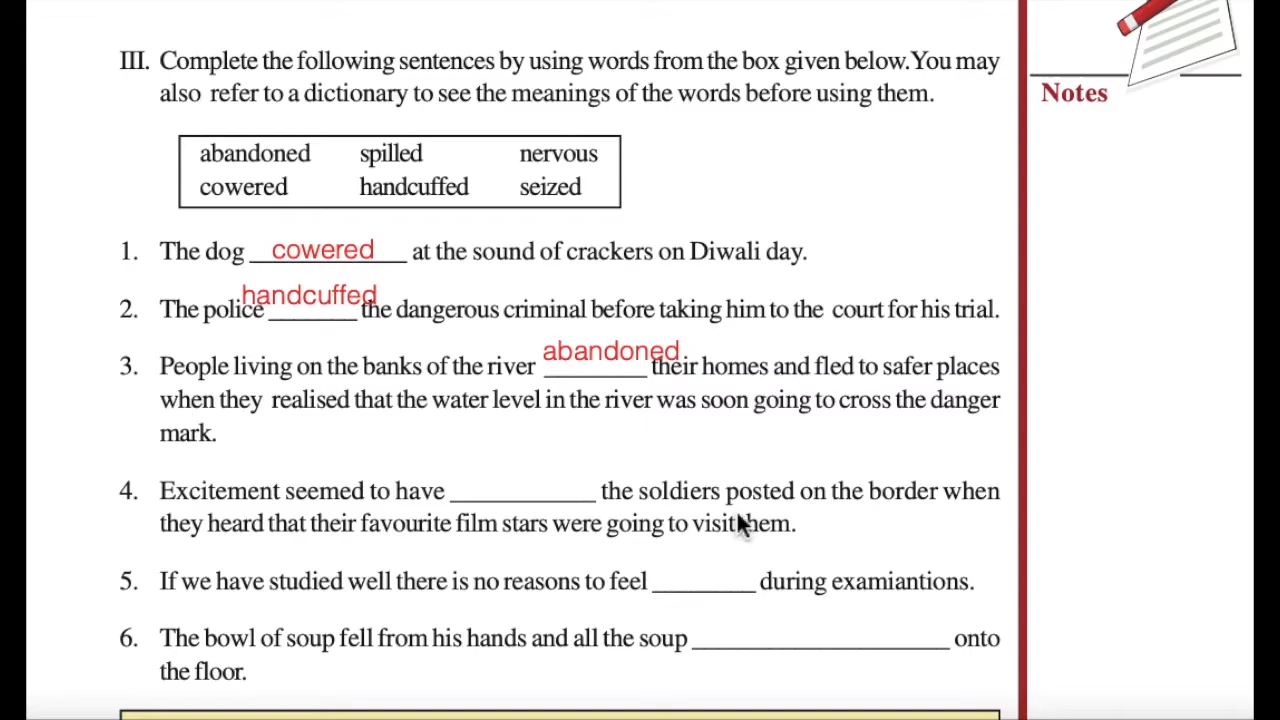 III. Complete the following sentences by using words from the box given below.You may
also refer to a dictionary to see the meanings of the words before using them.
Notes
abandoned spilled nervous
cowered handcuffed seized
1. The dog cowered at the sound of crackers on Diwali day.
2. The police handcuffed the dangerous criminal before taking him to the court for his trial.
3. People living on the banks of the river abandoned their homes and fled to safer places
when they realised that the water level in the river was soon going to cross the danger
mark.
4. Excitement seemed to have ___________ the soldiers posted on the border when
they heard that their favourite film stars were going to visit them.
5. If we have studied well there is no reasons to feel ________ during examiantions.
6. The bowl of soup fell from his hands and all the soup ____________________ onto
the floor.